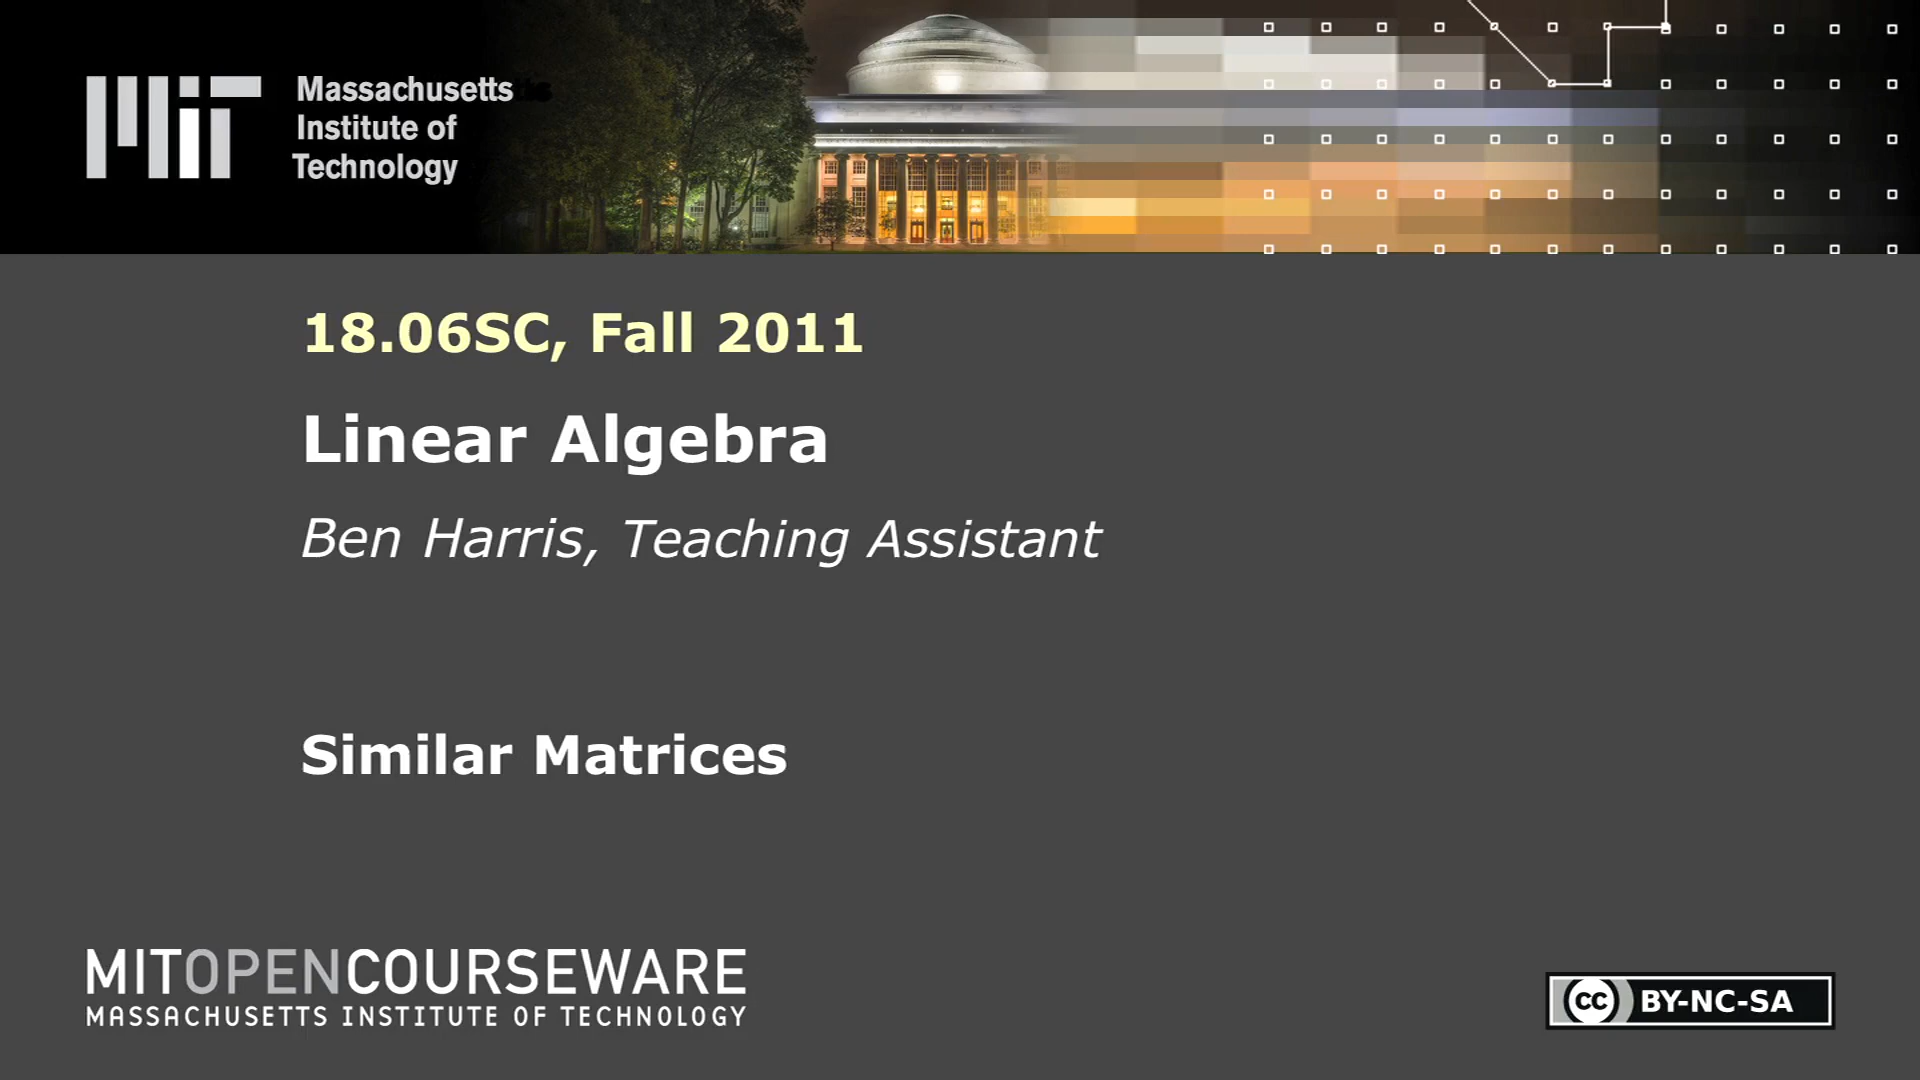 Massachusetts
Institute of
Technology
18.06SC, Fall 2011
Linear Algebra
Ben Harris, Teaching Assistant
Similar Matrices
MITOPENCOURSEWARE
MASSACHUSETTS INSTITUTE OF TECHNOLOGY
cc BY-NC-SA